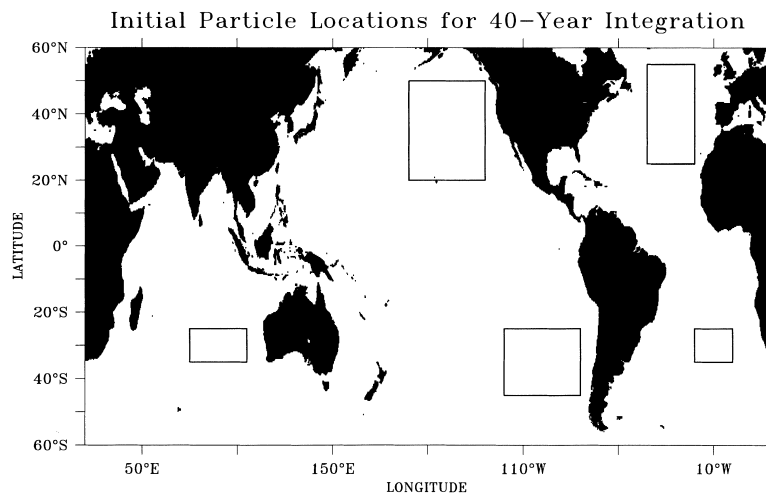 Initial Particle Locations for 40-Year Integration
60°N
40°N
20°N
0°
20°S
40°S
60°S
LATITUDE
50°E 150°E 110°W 10°W
LONGITUDE